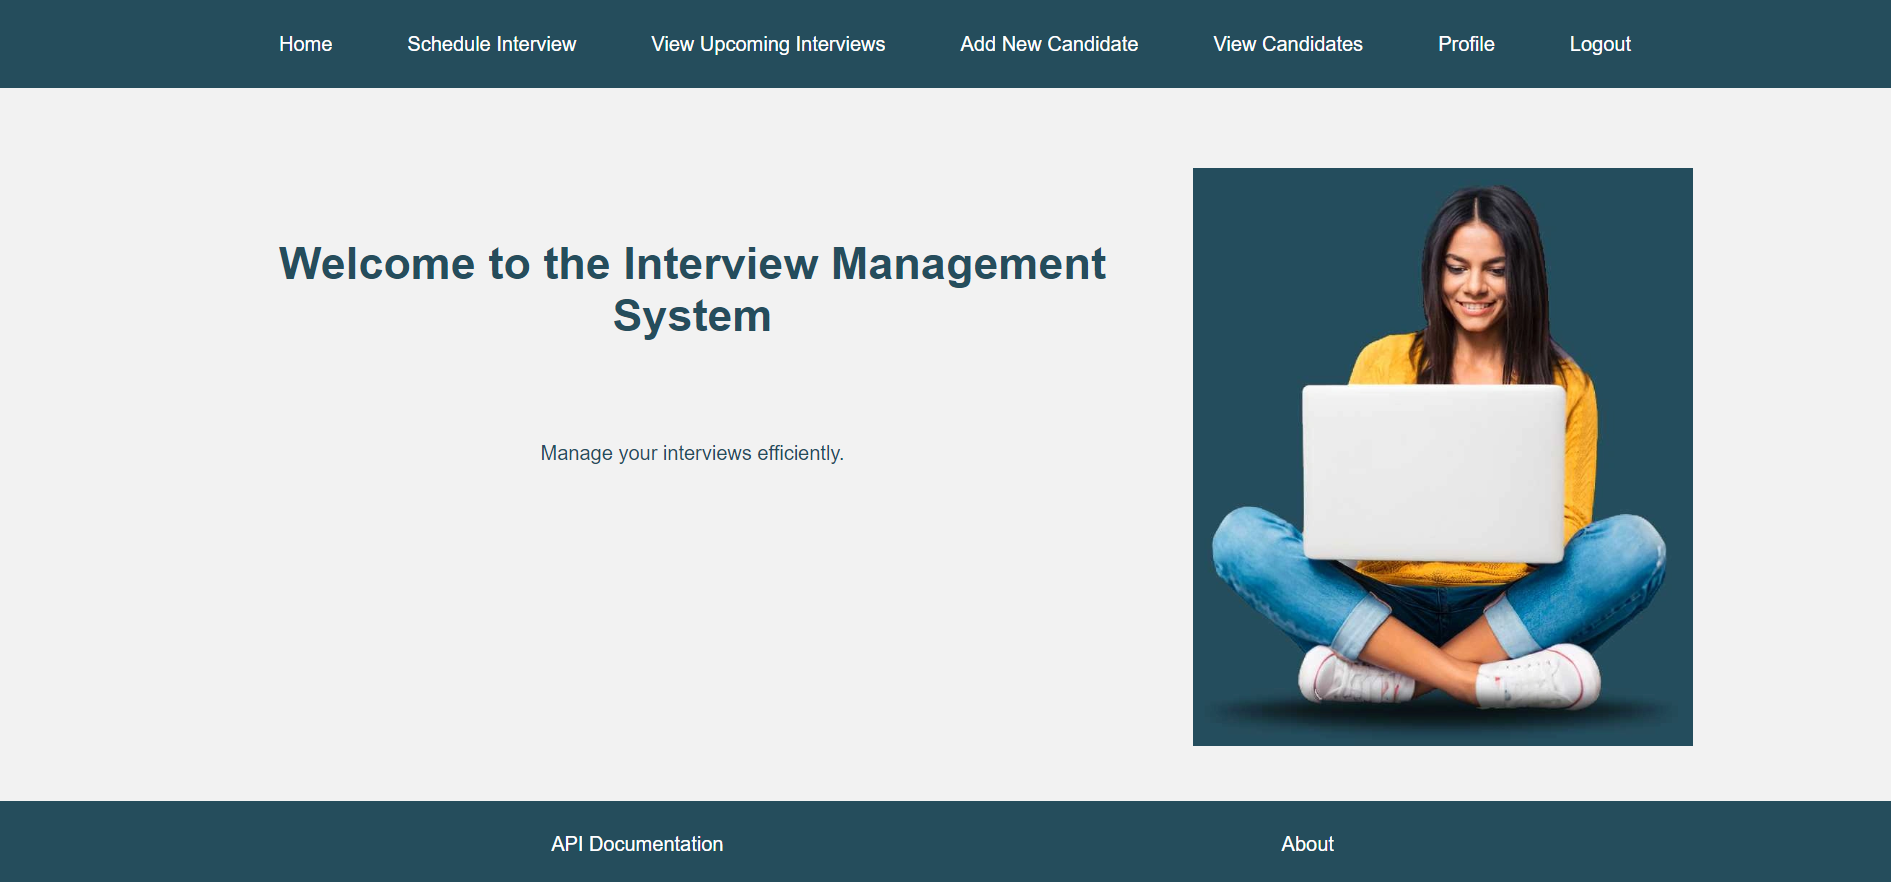 Home Schedule Interview View Upcoming Interviews Add New Candidate View Candidates Profile Logout
Welcome to the Interview Management
System
Manage your interviews efficiently.
API Documentation About